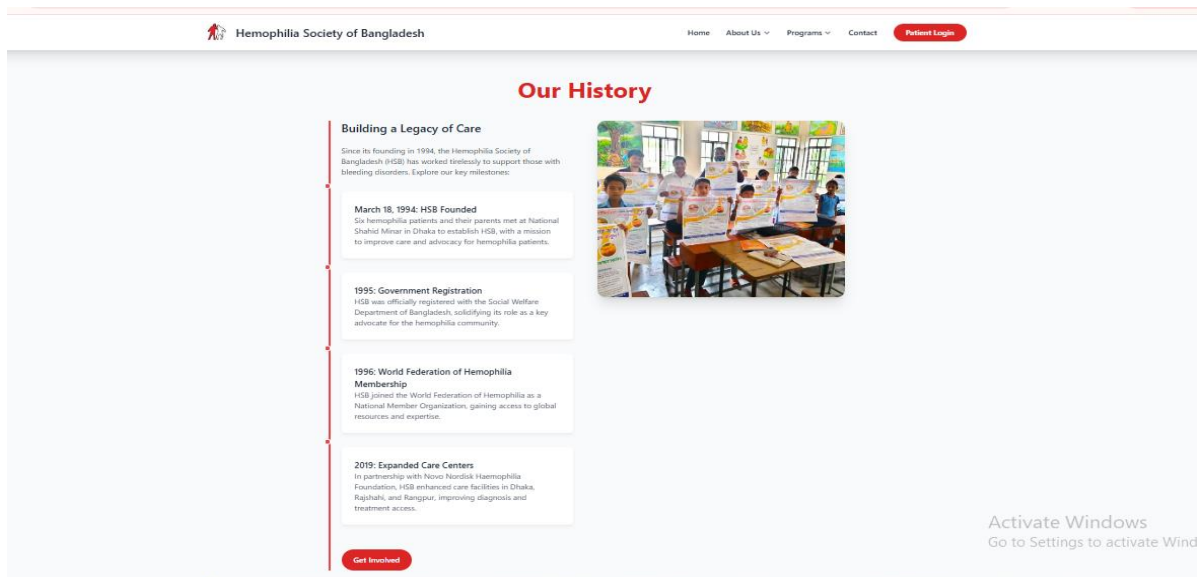 Hemophilia Society of Bangladesh
Home
About Us
Programs
Contact
Patient Login
Our History
Building a Legacy of Care
Since its founding in 1994, the Hemophilia Society of
Bangladesh (HSB) has worked tirelessly to support those with
bleeding disorders. Explore our key milestones:
March 18, 1994: HSB Founded
Six hemophilia patients and their parents met at National
Shahid Minar in Dhaka to establish HSB, with a mission
to improve care and advocacy for hemophilia patients.
1995: Government Registration
HSB was officially registered with the Social Welfare
Department of Bangladesh, solidifying its role as a key
advocate for the hemophilia community.
1996: World Federation of Hemophilia
Membership
HSB joined the World Federation of Hemophilia as a
National Member Organization, gaining access to global
resources and expertise.
2019: Expanded Care Centers
In partnership with Novo Nordisk Haemophilia
Foundation, HSB enhanced care facilities in Dhaka,
Rajshahi, and Rangpur, improving diagnosis and
treatment access.
Get Involved
Activate Windows
Go to Settings to activate Wind